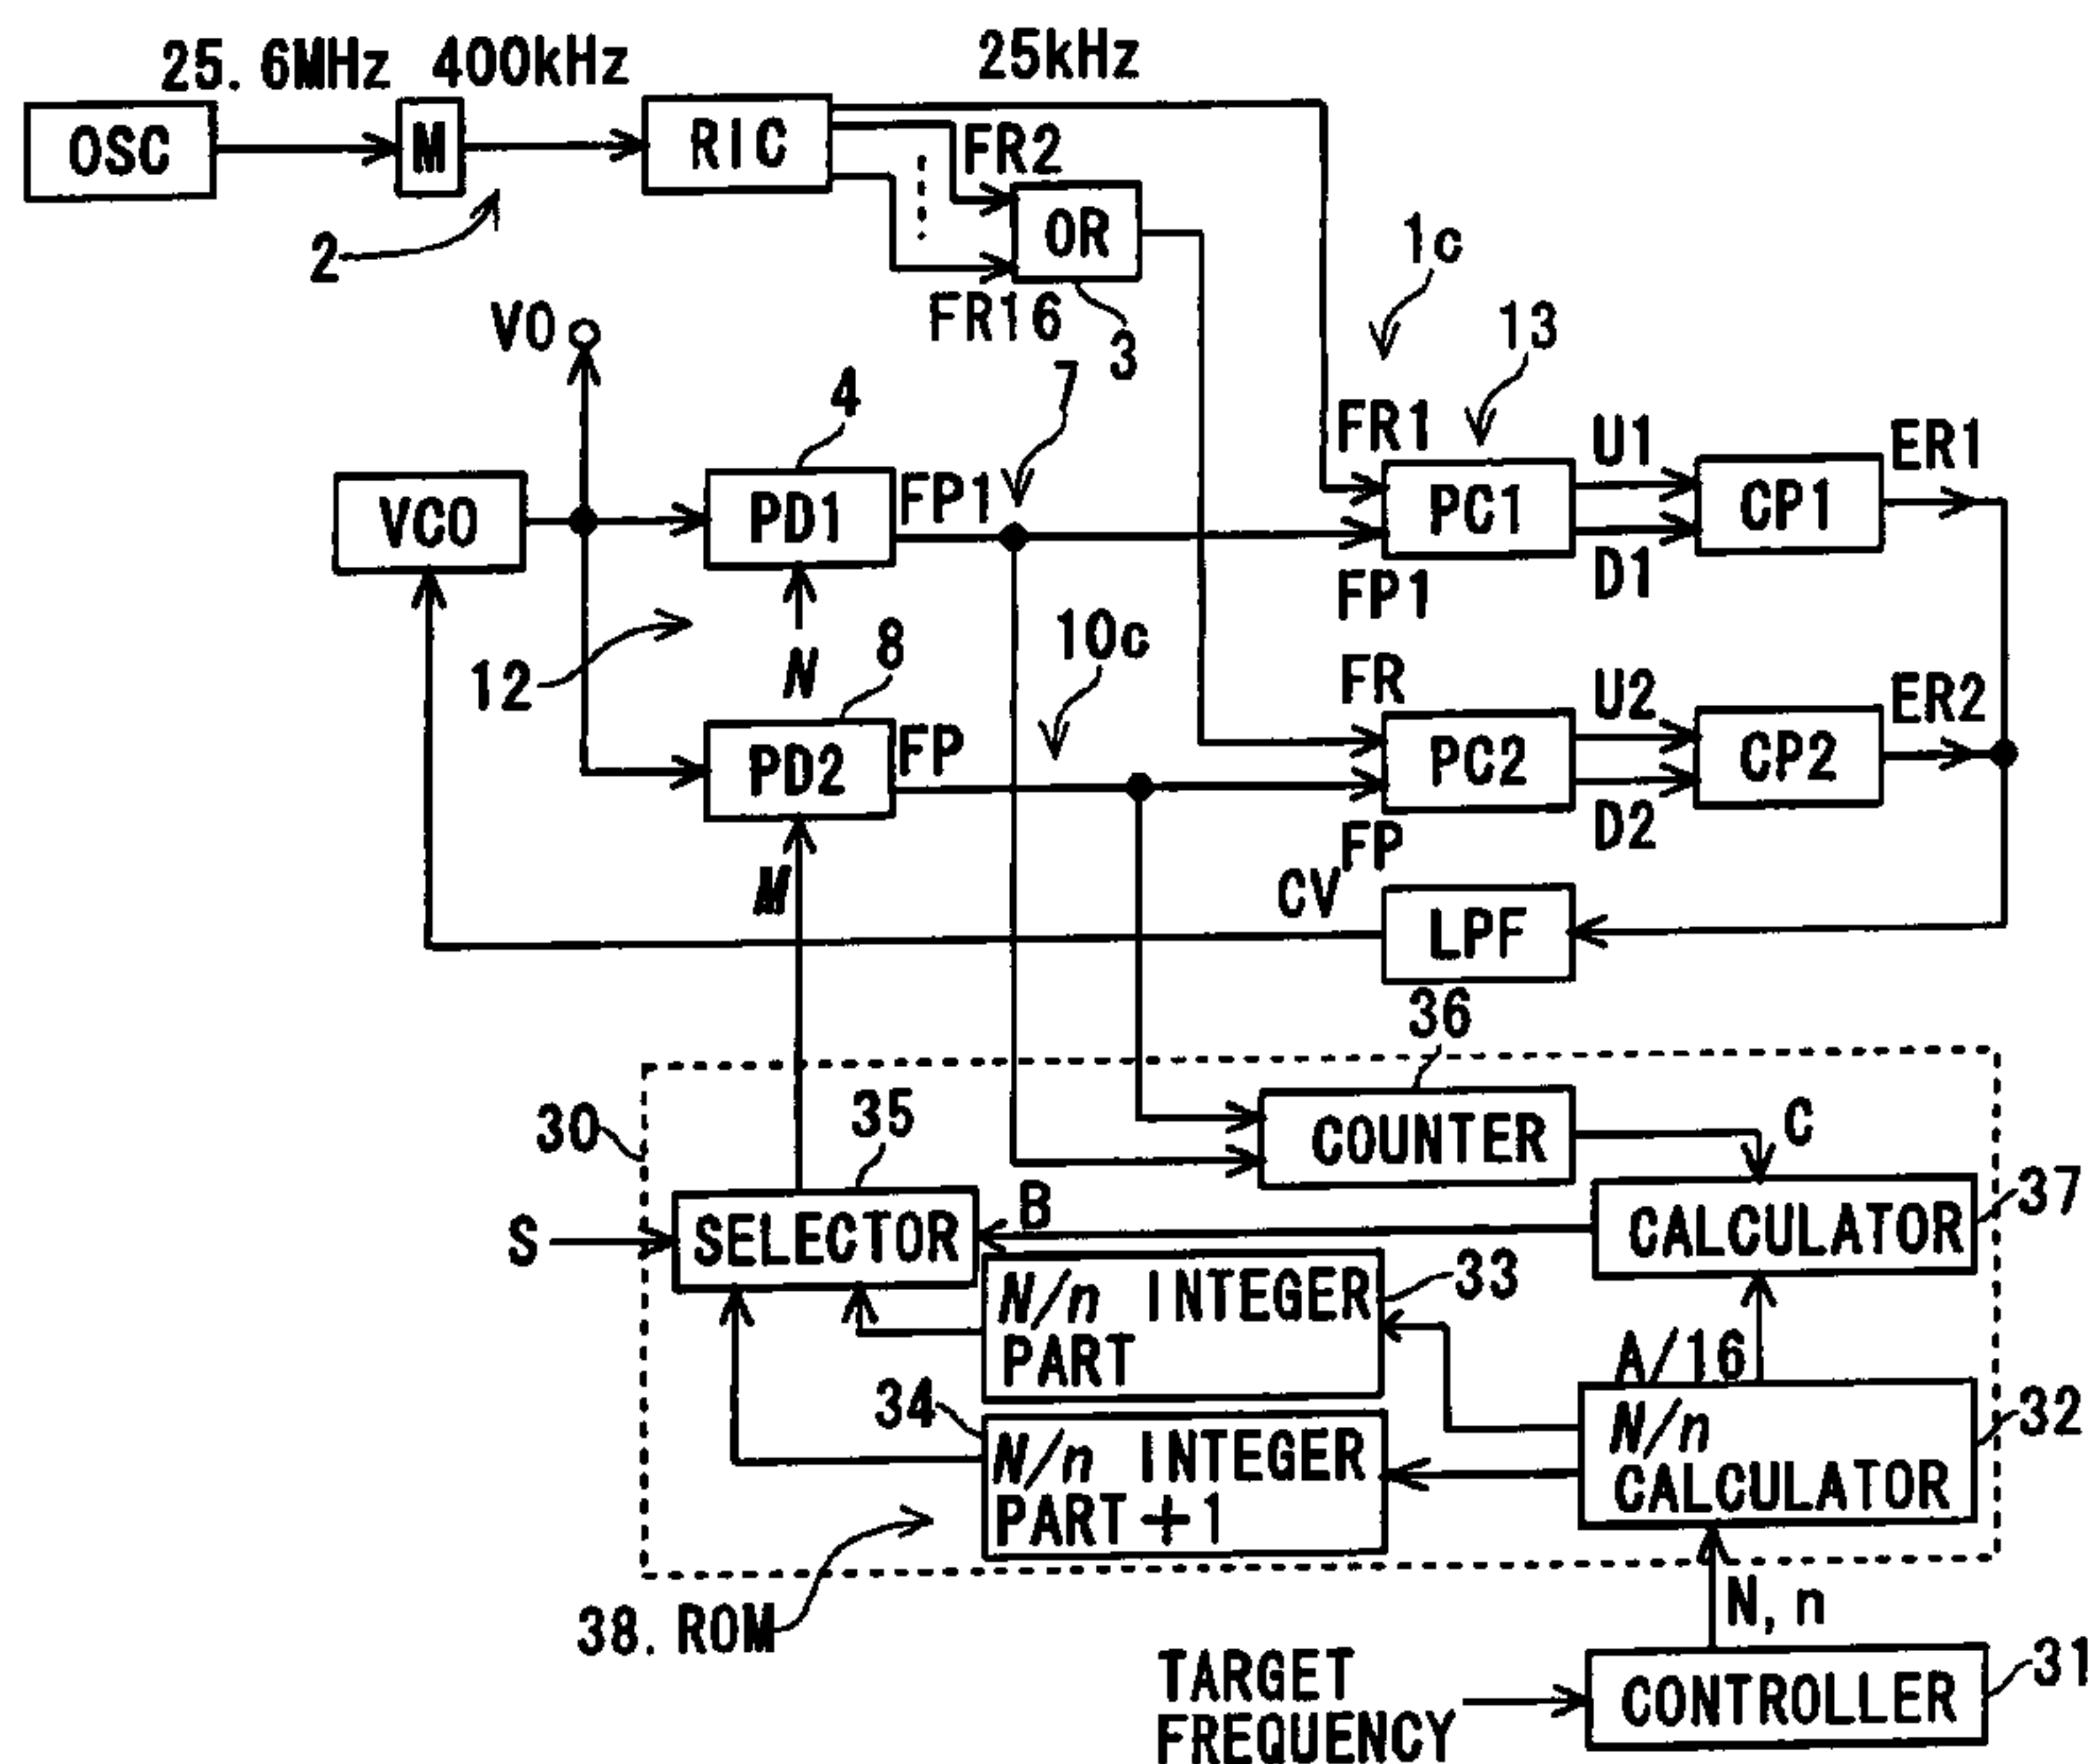 25.6MHz 400kHz 25kHz
OSC M RIC FR2
OR
2 FR16 3 1c
VO 4 7 13
FR1 U1 ER1
VCO PD1 FP1 PC1 CP1
FP1 D1
12 N 8 10c
FR U2 ER2
PD2 FP PC2 CP2
FP D2
M CV LPF
36
30 35 COUNTER C
B 37
S SELECTOR CALCULATOR
N/n INTEGER 33
PART
A/16
34 N/n INTEGER
PART+1
N/n 32
CALCULATOR
38. ROM
N, n
TARGET
FREQUENCY
CONTROLLER 31